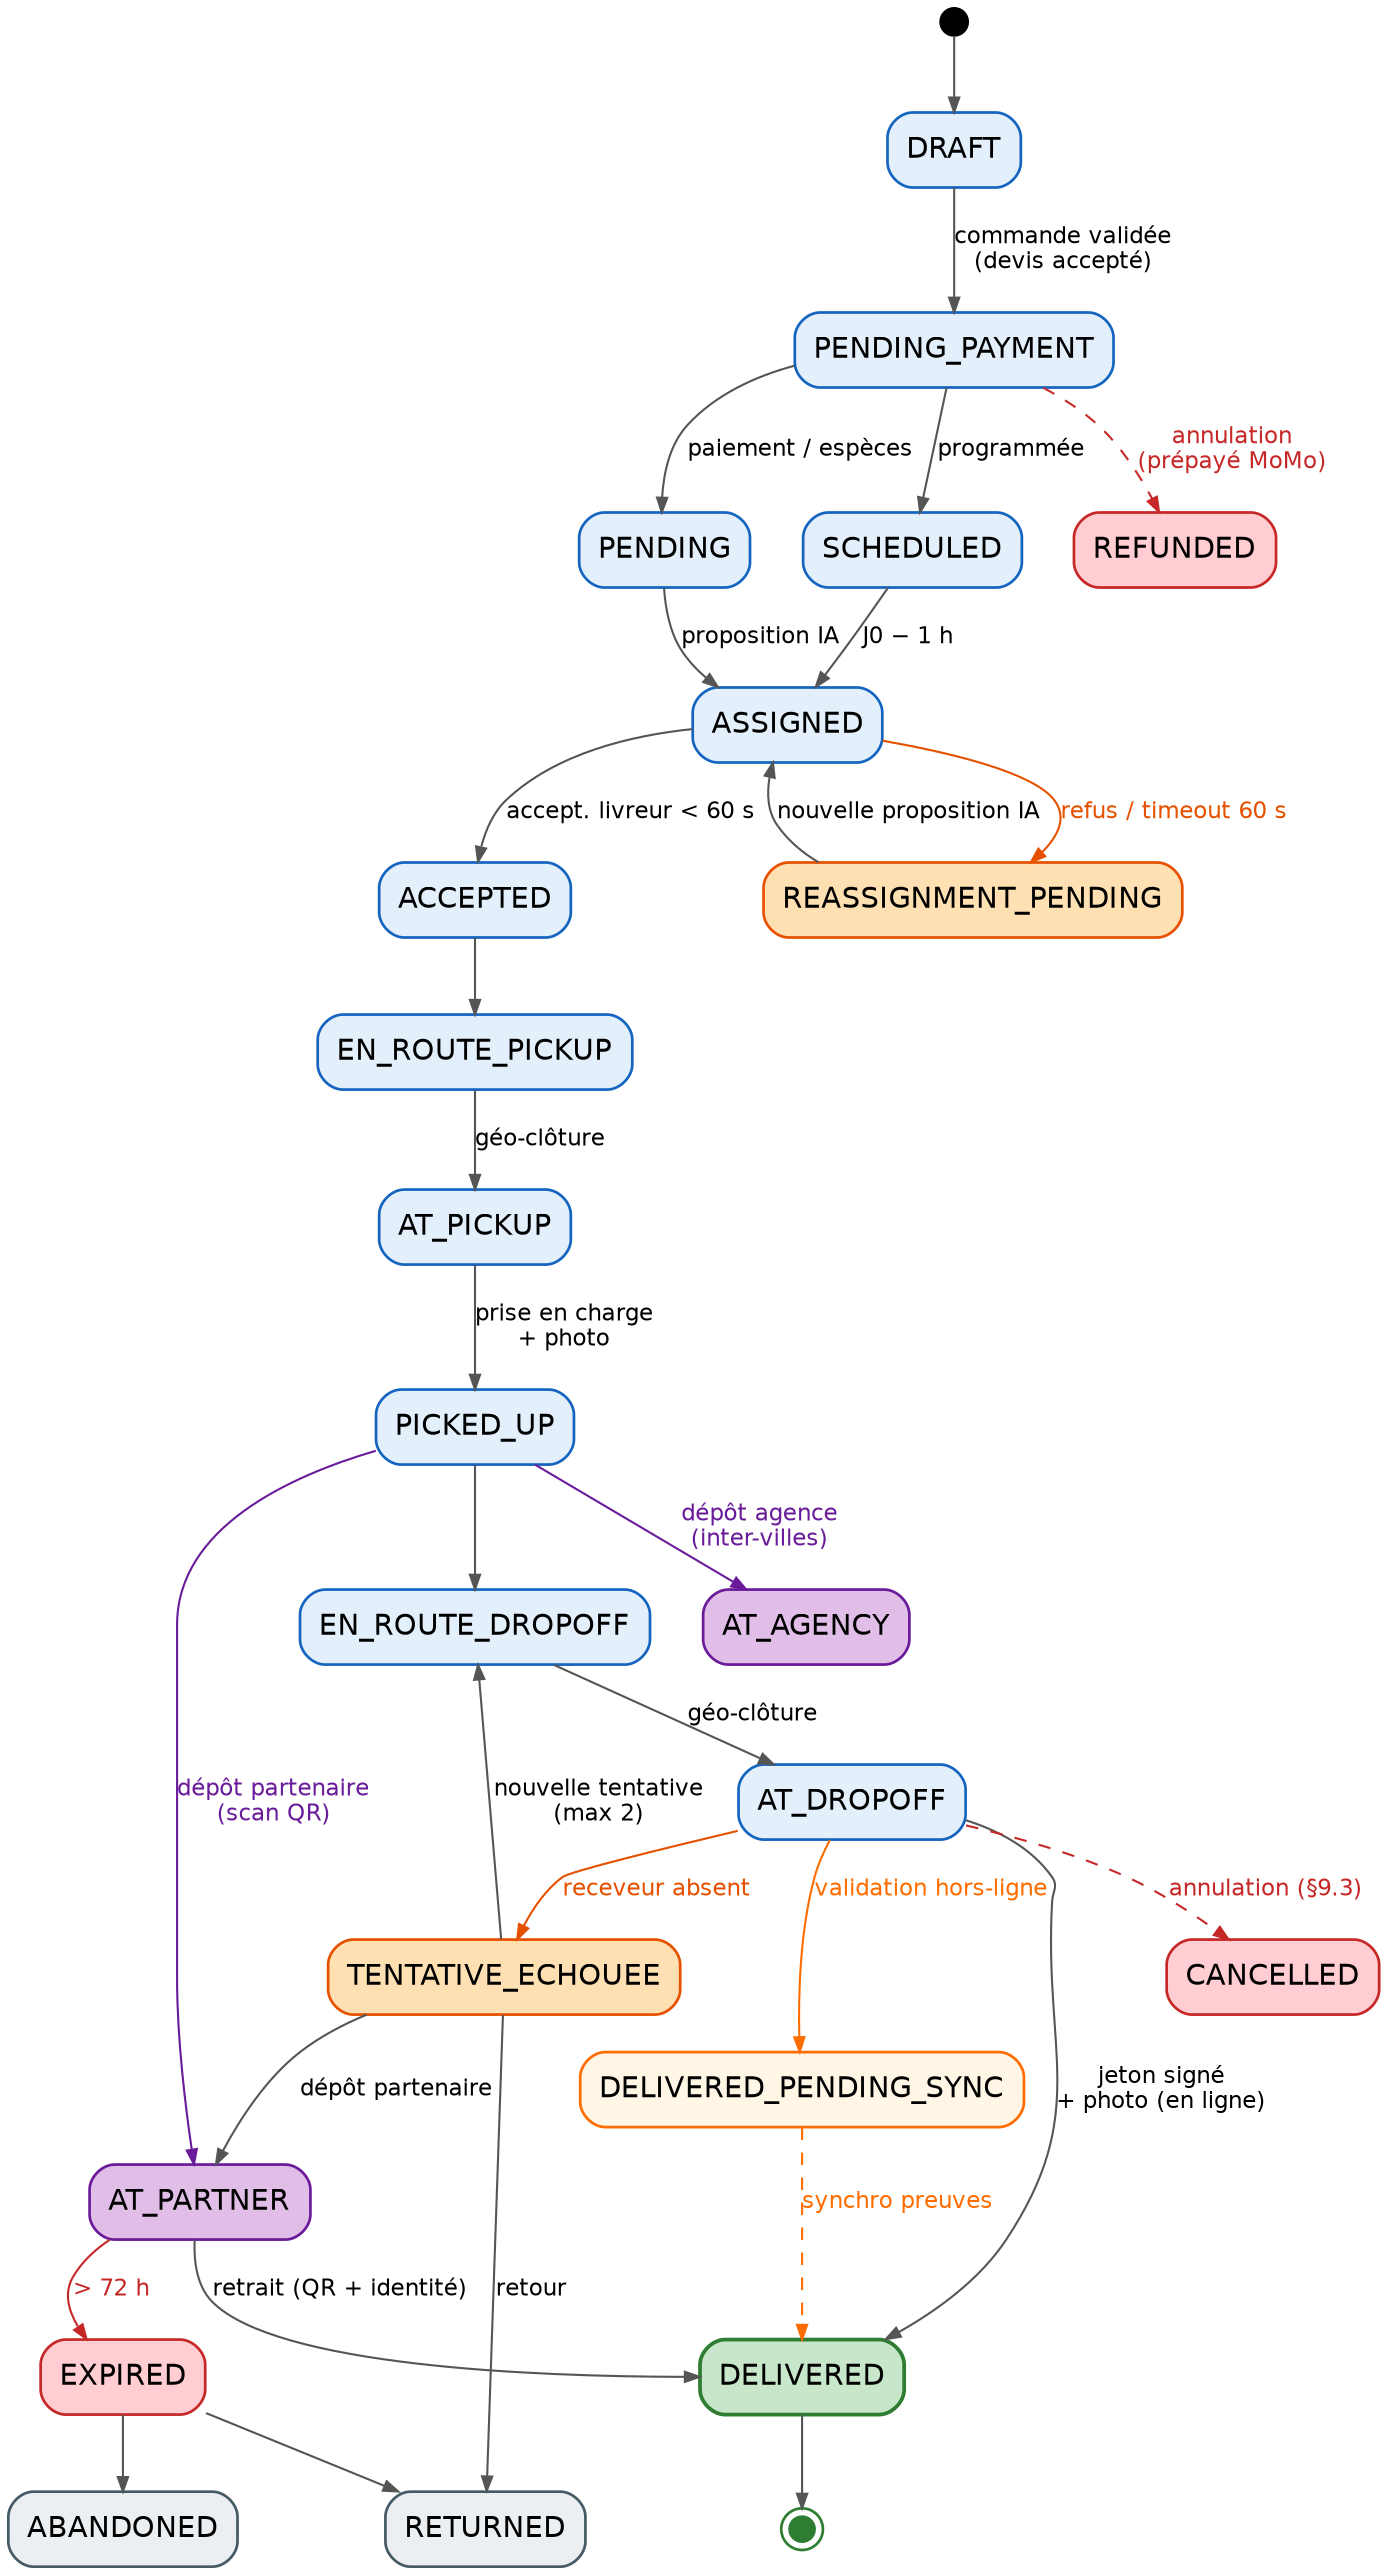 DRAFT
commande validée
(devis accepté)
PENDING_PAYMENT
paiement / espèces
programmée
annulation
(prépayé MoMo)
PENDING
SCHEDULED
REFUNDED
proposition IA
J0 − 1 h
ASSIGNED
accept. livreur < 60 s
nouvelle proposition IA
refus / timeout 60 s
ACCEPTED
REASSIGNMENT_PENDING
EN_ROUTE_PICKUP
géo-clôture
AT_PICKUP
prise en charge
+ photo
PICKED_UP
dépôt agence
(inter-villes)
EN_ROUTE_DROPOFF
AT_AGENCY
géo-clôture
dépôt partenaire
(scan QR)
nouvelle tentative
(max 2)
AT_DROPOFF
receveur absent
validation hors-ligne
annulation (§9.3)
TENTATIVE_ECHOUEE
CANCELLED
dépôt partenaire
DELIVERED_PENDING_SYNC
jeton signé
+ photo (en ligne)
AT_PARTNER
synchro preuves
> 72 h
retrait (QR + identité)
retour
EXPIRED
DELIVERED
ABANDONED
RETURNED